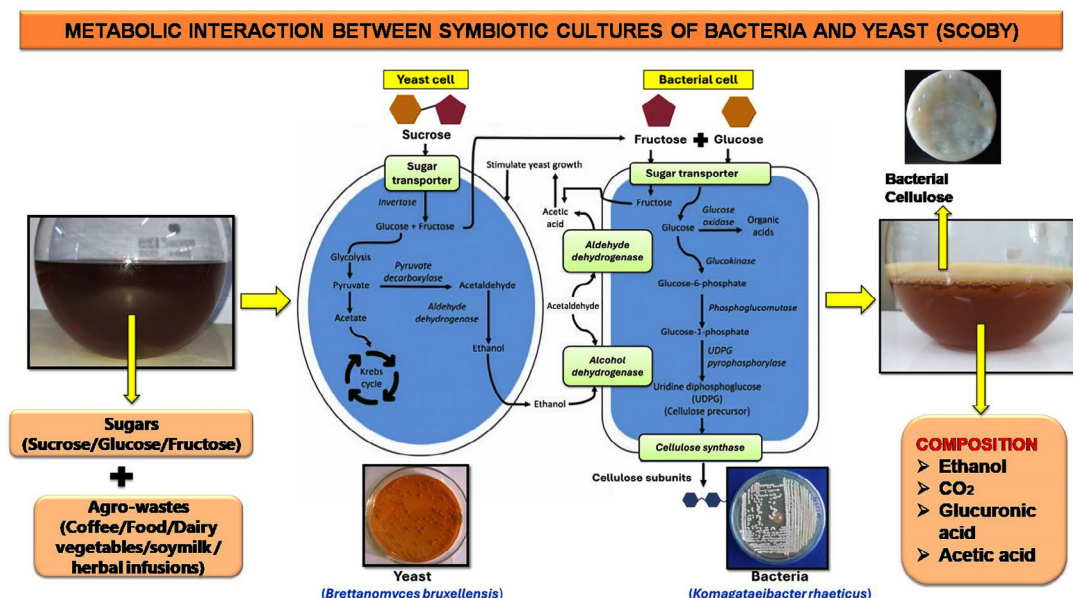 METABOLIC INTERACTION BETWEEN SYMBIOTIC CULTURES OF BACTERIA AND YEAST (SCOBY)
Yeast cell
Sucrose
Sugar
transporter
Invertase
Glucose + Fructose
Glycolysis
Pyruvate
Pyruvate
decarboxylase
Acetaldehyde
Aldehyde
dehydrogenase
Acetate
Krebs
cycle
Ethanol
Ethanol
Stimulate yeast growth
Acetic
acid
Aldehyde
dehydrogenase
Acetaldehyde
Alcohol
dehydrogenase
Bacterial cell
Fructose + Glucose
Sugar transporter
Fructose
Glucose
Glucose
oxidase
Organic
acids
Glucokinase
Glucose-6-phosphate
Phosphoglucomutase
Glucose-1-phosphate
UDPG
pyrophosphorylase
Uridine diphosphoglucose
(UDPG)
(Cellulose precursor)
Cellulose synthase
Cellulose subunits
Bacterial
Cellulose
Sugars
(Sucrose/Glucose/Fructose)
+
Agro-wastes
(Coffee/Food/Dairy
vegetables/soymilk/
herbal infusions)
Yeast
(Brettanomyces bruxellensis)
Bacteria
(Komagataeibacter rhaeticus)
COMPOSITION
➢ Ethanol
➢ CO₂
➢ Glucuronic
acid
➢ Acetic acid